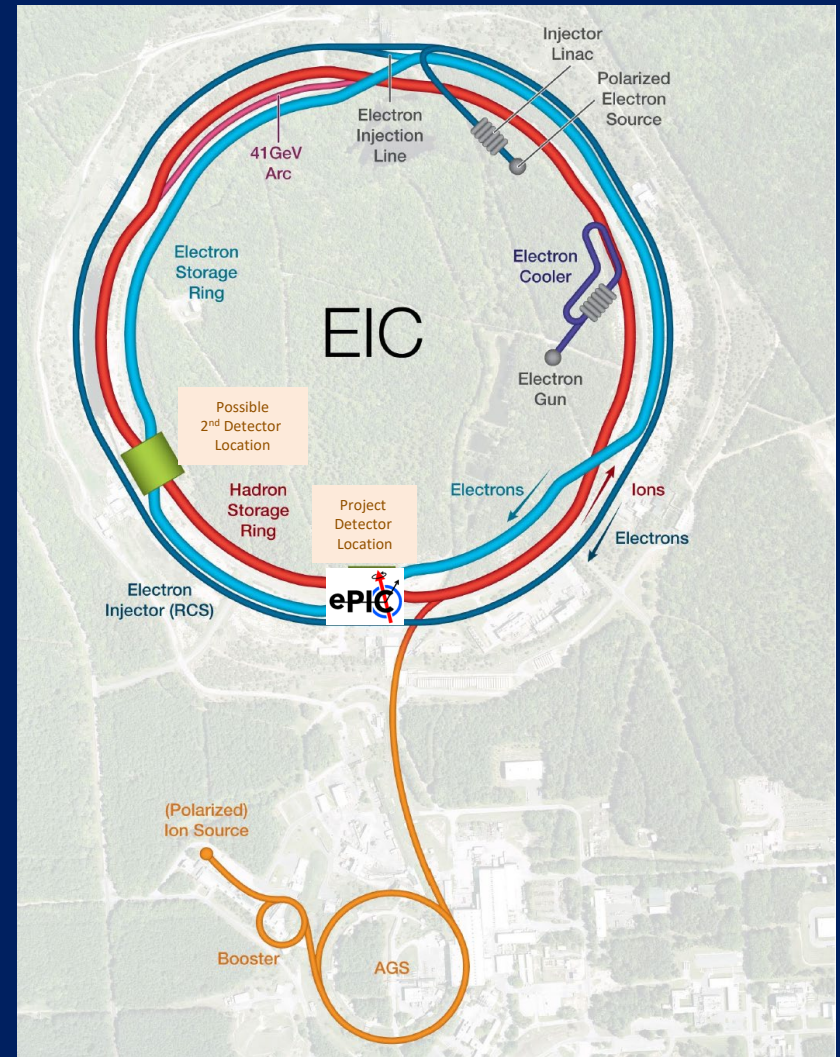 Injector
Linac
Polarized
Electron
Source
Electron
Injection
Line
41GeV
Arc
Electron
Storage
Ring
Electron
Cooler
EIC
Electron
Gun
Possible
2nd Detector
Location
Hadron
Storage
Ring
Project
Detector
Location
Electrons
Ions
Electrons
Electron
Injector (RCS)
ePIC
(Polarized)
Ion Source
Booster
AGS